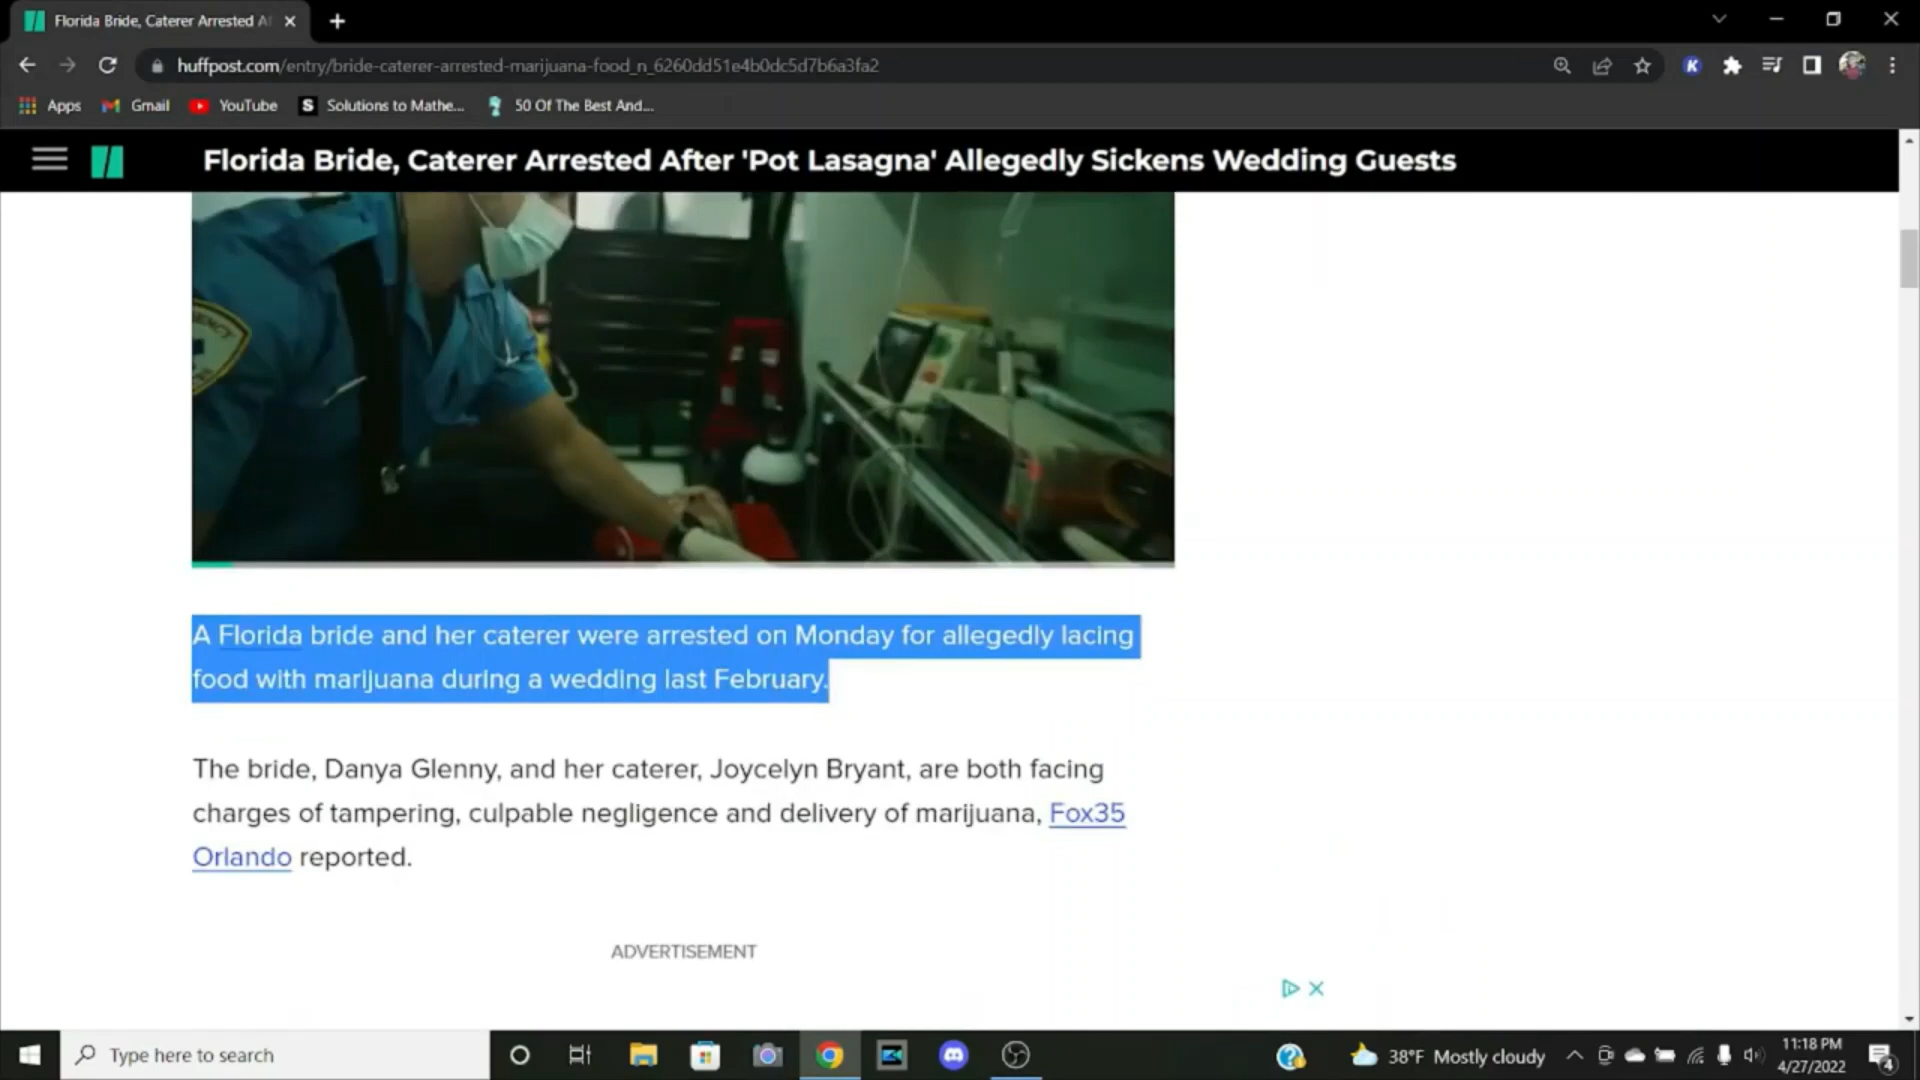 Florida Bride, Caterer Arrested Af
huffpost.com/entry/bride-caterer-arrested-marijuana-food_n_6260dd51e4b0dc5d7b6a3fa2
Apps Gmail YouTube Solutions to Mathe... 50 Of The Best And...
Florida Bride, Caterer Arrested After 'Pot Lasagna' Allegedly Sickens Wedding Guests
A Florida bride and her caterer were arrested on Monday for allegedly lacing
food with marijuana during a wedding last February.
The bride, Danya Glenny, and her caterer, Joycelyn Bryant, are both facing
charges of tampering, culpable negligence and delivery of marijuana, Fox35
Orlando reported.
ADVERTISEMENT
Type here to search
38°F Mostly cloudy
11:18 PM
4/27/2022
4